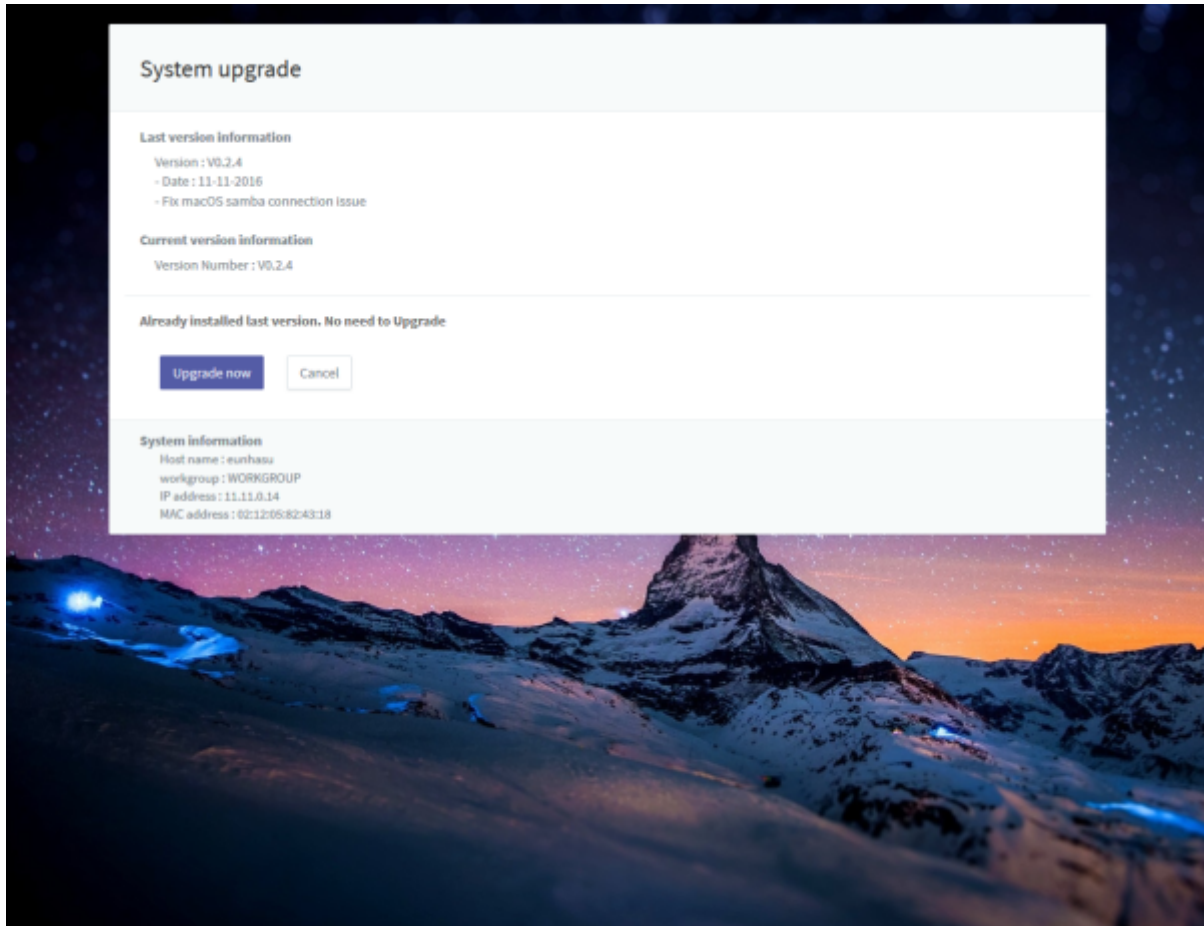 System upgrade
Last version information
Version : V0.2.4
- Date : 11-11-2016
- Fix macOS samba connection issue
Current version information
Version Number : V0.2.4
Already installed last version. No need to Upgrade
Upgrade now
Cancel
System information
Host name : eunhasu
workgroup : WORKGROUP
IP address : 11.11.0.14
MAC address : 02:12:05:82:43:18